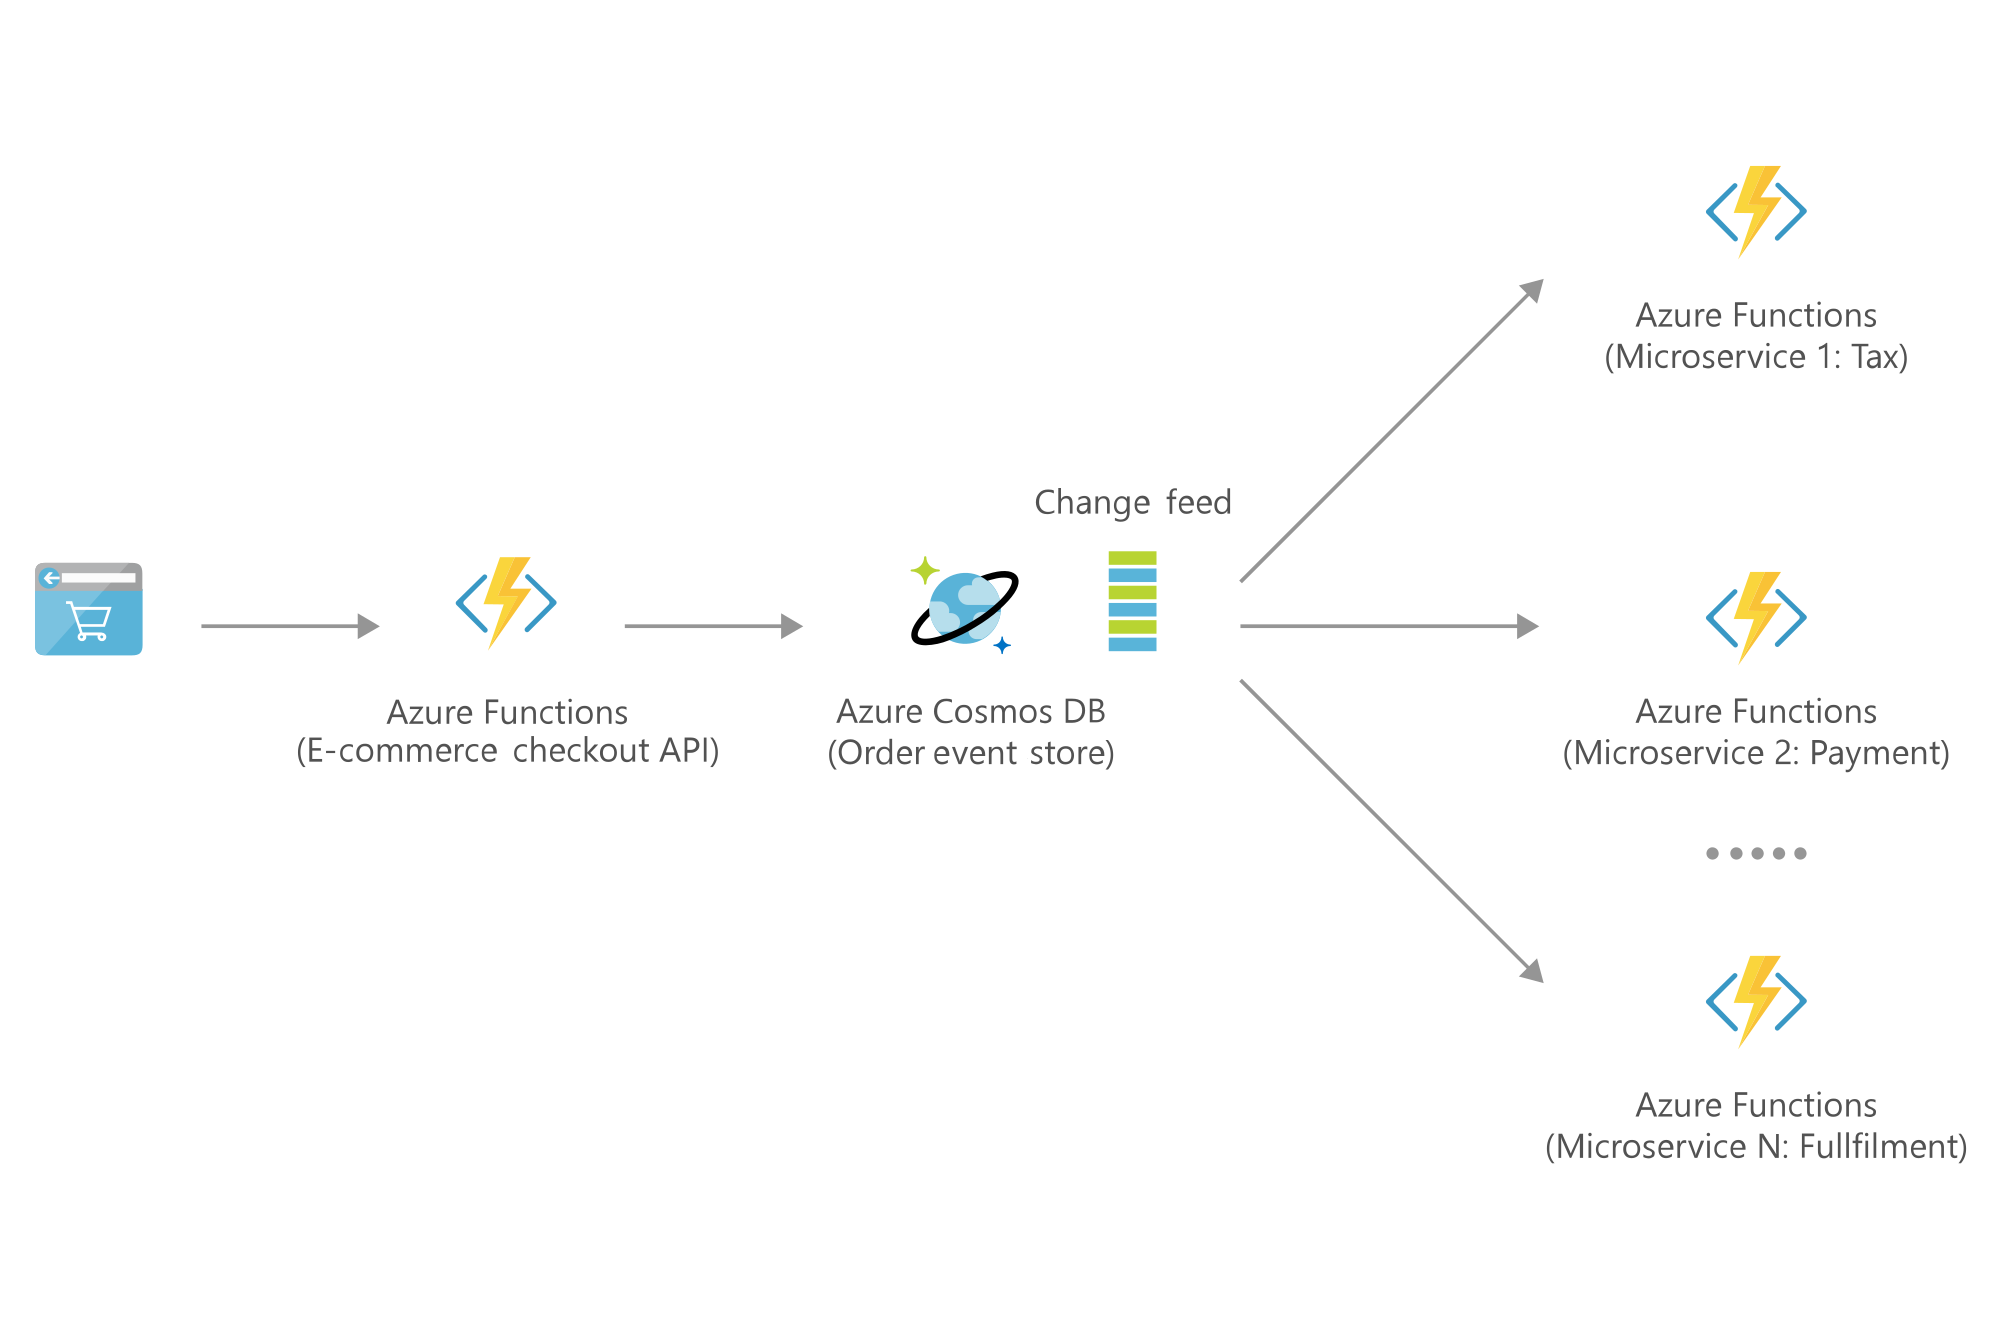 Azure Functions
(Microservice 1: Tax)
Change feed
Azure Functions
(E-commerce checkout API)
Azure Cosmos DB
(Order event store)
Azure Functions
(Microservice 2: Payment)
Azure Functions
(Microservice N: Fullfilment)